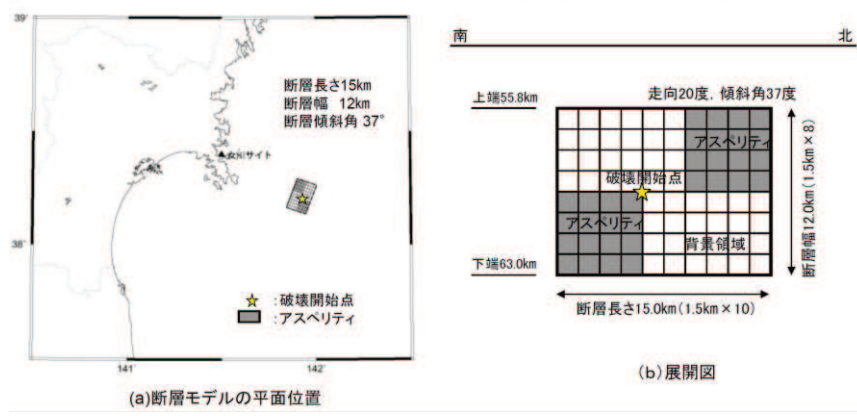 39°
断層長さ15km
断層幅 12km
断層傾斜角 37°
女川サイト
38°
:破壊開始点
:アスペリティ
141°
142°
(a)断層モデルの平面位置
南
北
上端55.8km
走向20度,傾斜角37度
アスペリティ
破壊開始点
アスペリティ
背景領域
下端63.0km
断層幅12.0km(1.5km×8)
断層長さ15.0km(1.5km×10)
(b)展開図